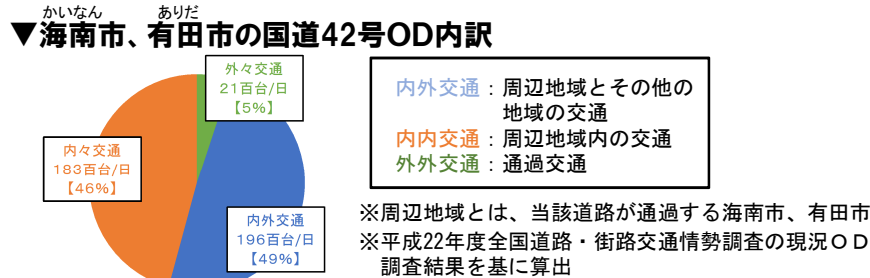 かいなん ありだ
▼海南市、有田市の国道42号OD内訳
外々交通
21百台/日
【5%】
内々交通
183百台/日
【46%】
内外交通
196百台/日
【49%】
内外交通：周辺地域とその他の
地域の交通
内内交通：周辺地域内の交通
外外交通：通過交通
※周辺地域とは、当該道路が通過する海南市、有田市
※平成22年度全国道路・街路交通情勢調査の現況ＯＤ
調査結果を基に算出